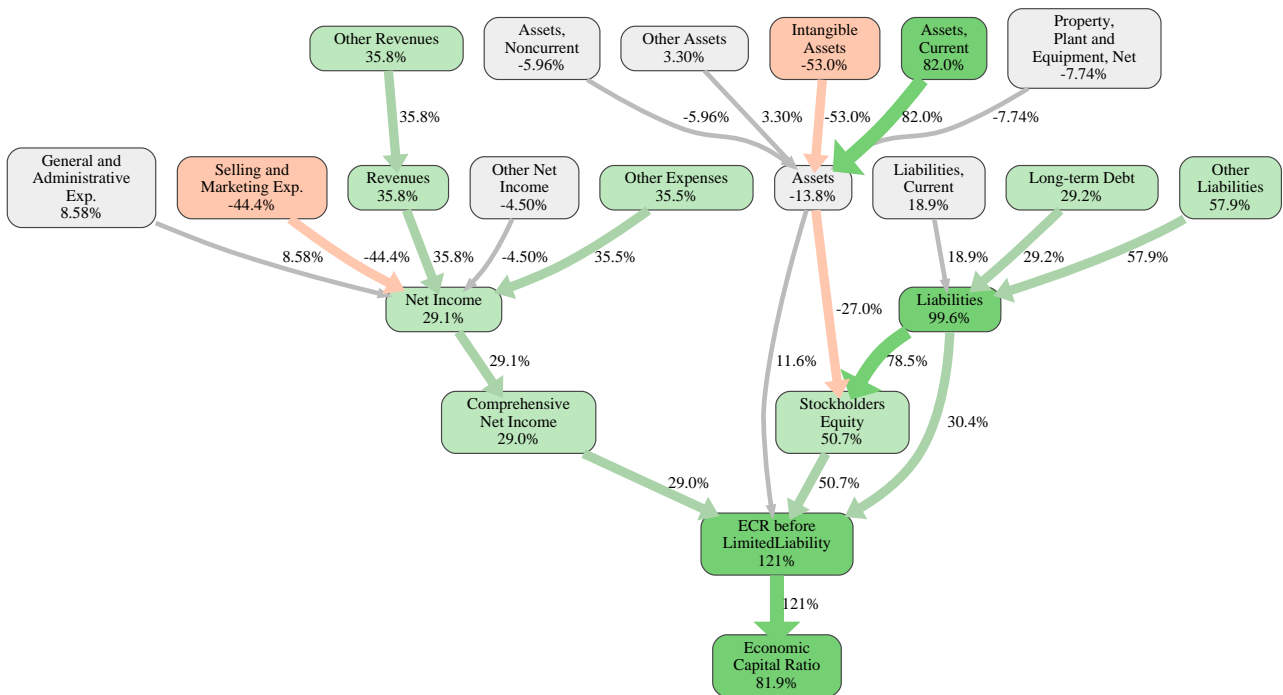 Other Revenues
35.8%
Assets,
Noncurrent
-5.96%
Other Assets
3.30%
Intangible
Assets
-53.0%
Assets,
Current
82.0%
Property,
Plant and
Equipment, Net
-7.74%
35.8%
-5.96%
3.30%
-53.0%
82.0%
-7.74%
General and
Administrative
Exp.
8.58%
Selling and
Marketing Exp.
-44.4%
Revenues
35.8%
Other Net
Income
-4.50%
Other Expenses
35.5%
Assets
-13.8%
Liabilities,
Current
18.9%
Long-term Debt
29.2%
Other
Liabilities
57.9%
8.58%
-44.4%
35.8%
-4.50%
35.5%
18.9%
29.2%
57.9%
Net Income
29.1%
-27.0%
Liabilities
99.6%
29.1%
11.6%
78.5%
Comprehensive
Net Income
29.0%
Stockholders
Equity
50.7%
30.4%
29.0%
50.7%
ECR before
LimitedLiability
121%
121%
Economic
Capital Ratio
81.9%